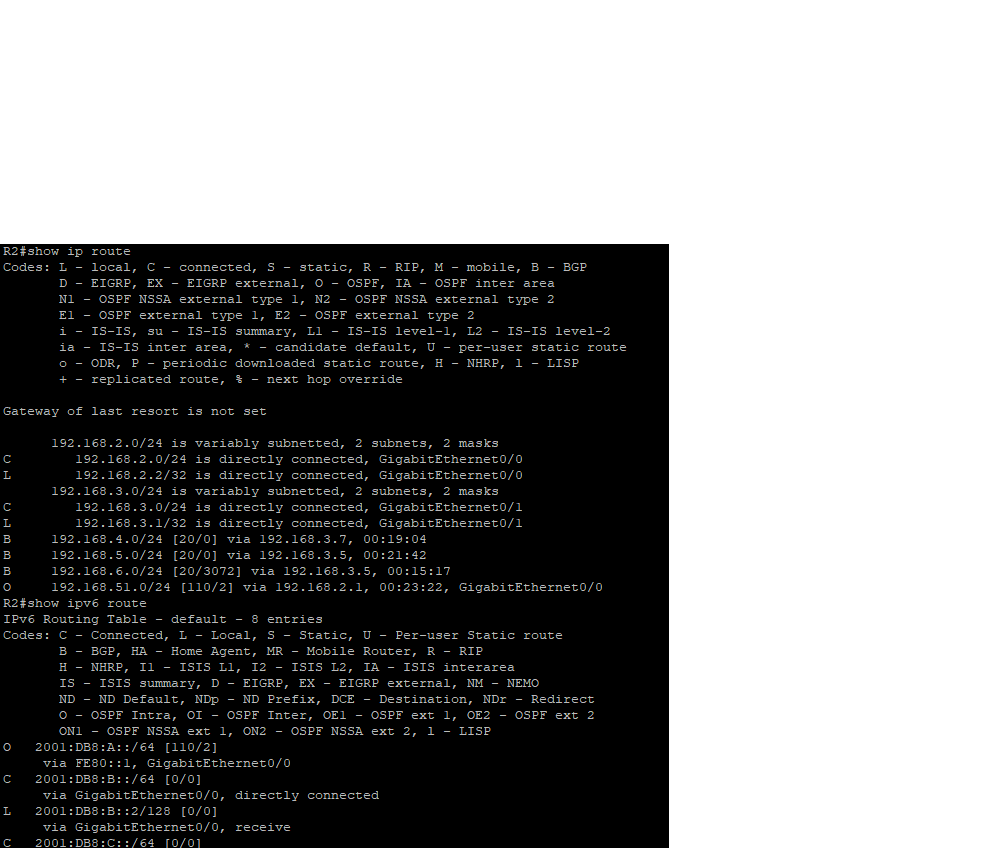 R2#show ip route
Codes: L - local, C - connected, S - static, R - RIP, M - mobile, B - BGP
D - EIGRP, EX - EIGRP external, O - OSPF, IA - OSPF inter area
N1 - OSPF NSSA external type 1, N2 - OSPF NSSA external type 2
E1 - OSPF external type 1, E2 - OSPF external type 2
i - IS-IS, su - IS-IS summary, L1 - IS-IS level-1, L2 - IS-IS level-2
ia - IS-IS inter area, * - candidate default, U - per-user static route
o - ODR, P - periodic downloaded static route, H - NHRP, l - LISP
+ - replicated route, % - next hop override
Gateway of last resort is not set
192.168.2.0/24 is variably subnetted, 2 subnets, 2 masks
C 192.168.2.0/24 is directly connected, GigabitEthernet0/0
L 192.168.2.2/32 is directly connected, GigabitEthernet0/0
192.168.3.0/24 is variably subnetted, 2 subnets, 2 masks
C 192.168.3.0/24 is directly connected, GigabitEthernet0/1
L 192.168.3.1/32 is directly connected, GigabitEthernet0/1
B 192.168.4.0/24 [20/0] via 192.168.3.7, 00:19:04
B 192.168.5.0/24 [20/0] via 192.168.3.5, 00:21:42
B 192.168.6.0/24 [20/3072] via 192.168.3.5, 00:15:17
O 192.168.51.0/24 [110/2] via 192.168.2.1, 00:23:22, GigabitEthernet0/0
R2#show ipv6 route
IPv6 Routing Table - default - 8 entries
Codes: C - Connected, L - Local, S - Static, U - Per-user Static route
B - BGP, HA - Home Agent, MR - Mobile Router, R - RIP
H - NHRP, I1 - ISIS L1, I2 - ISIS L2, IA - ISIS interarea
IS - ISIS summary, D - EIGRP, EX - EIGRP external, NM - NEMO
ND - ND Default, NDp - ND Prefix, DCE - Destination, NDr - Redirect
O - OSPF Intra, OI - OSPF Inter, OE1 - OSPF ext 1, OE2 - OSPF ext 2
ON1 - OSPF NSSA ext 1, ON2 - OSPF NSSA ext 2, l - LISP
O 2001:DB8:A::/64 [110/2]
via FE80::1, GigabitEthernet0/0
C 2001:DB8:B::/64 [0/0]
via GigabitEthernet0/0, directly connected
L 2001:DB8:B::2/128 [0/0]
via GigabitEthernet0/0, receive
C 2001:DB8:C::/64 [0/0]